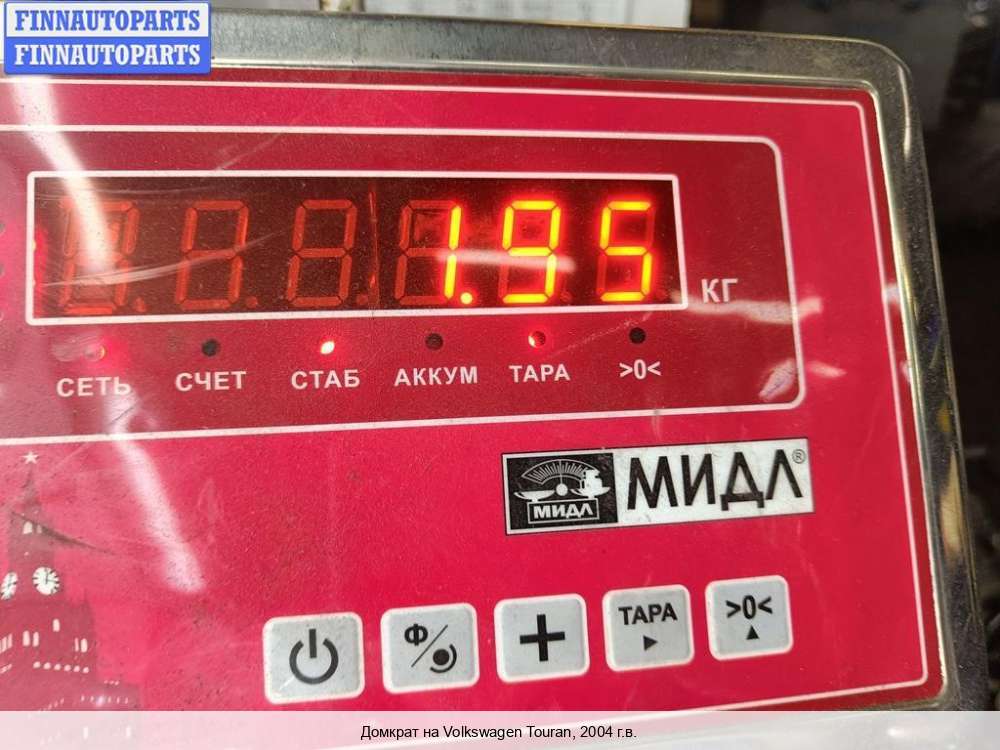 FINNAUTOPARTS
FINNAUTOPARTS
1.95
КГ
СЕТЬ СЧЕТ СТАБ АККУМ ТАРА >0<
МИДЛ МИДЛ®
Ф ТАРА >0<
Домкрат на Volkswagen Touran, 2004 г.в.